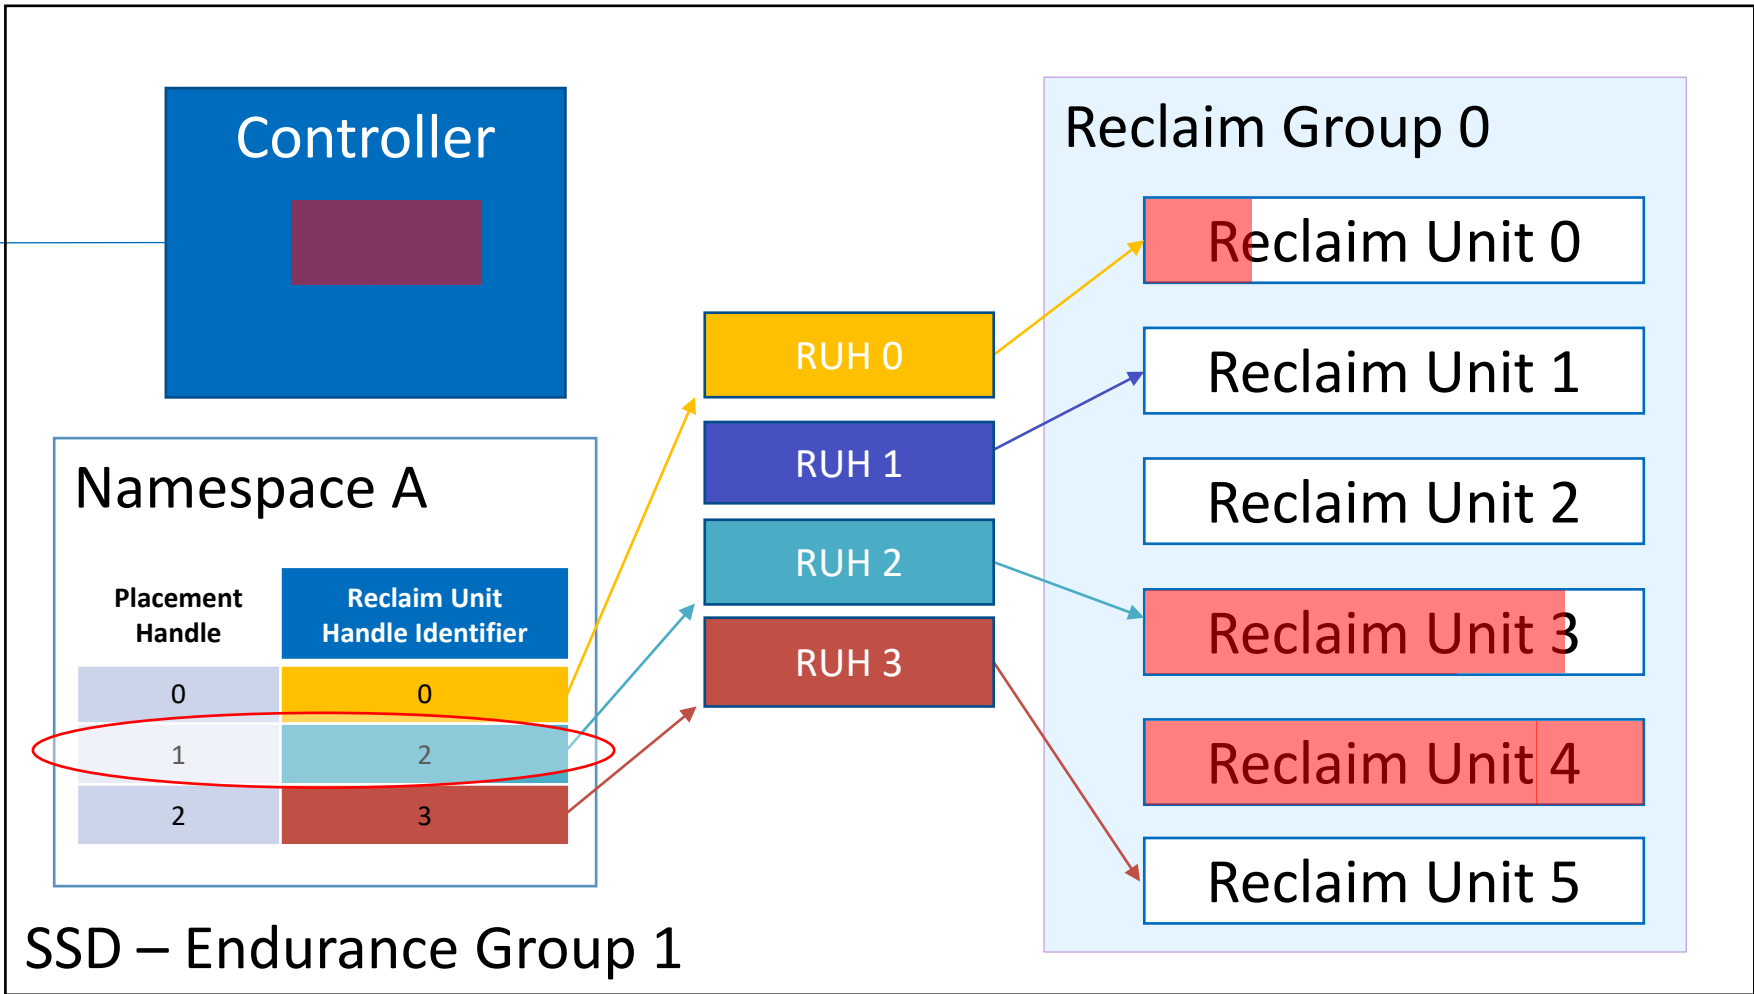 Controller
Reclaim Group 0
Reclaim Unit 0
Reclaim Unit 1
Reclaim Unit 2
Reclaim Unit 3
Reclaim Unit 4
Reclaim Unit 5
RUH 0
RUH 1
RUH 2
RUH 3
Namespace A
Placement
Handle
Reclaim Unit
Handle Identifier
0 0
1 2
2 3
SSD – Endurance Group 1